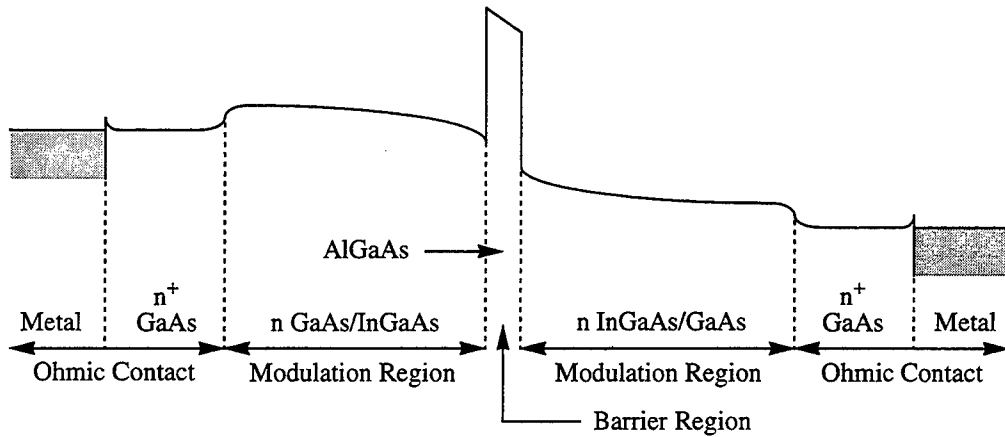 AlGaAs
n+
n+
Metal
GaAs
n GaAs/InGaAs
n InGaAs/GaAs
GaAs
Metal
Ohmic Contact
Modulation Region
Modulation Region
Ohmic Contact
Barrier Region